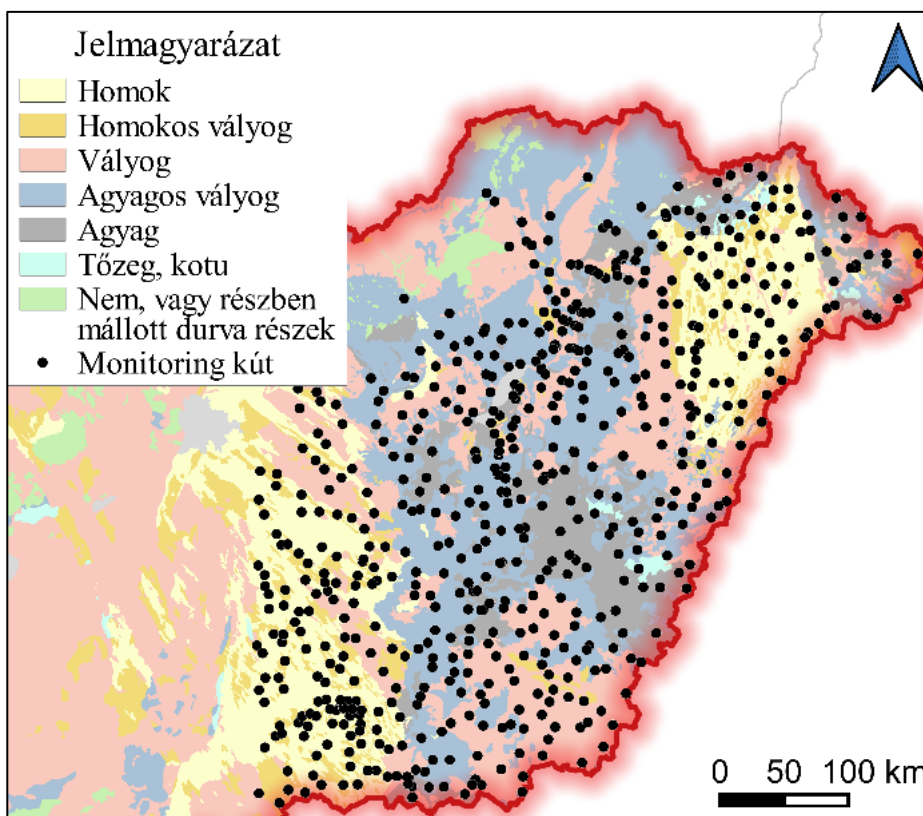 Jelmagyarázat
Homok
Homokos vályog
Vályog
Agyagos vályog
Agyag
Tőzeg, kotu
Nem, vagy részben
mállott durva részek
Monitoring kút
0 50 100 km